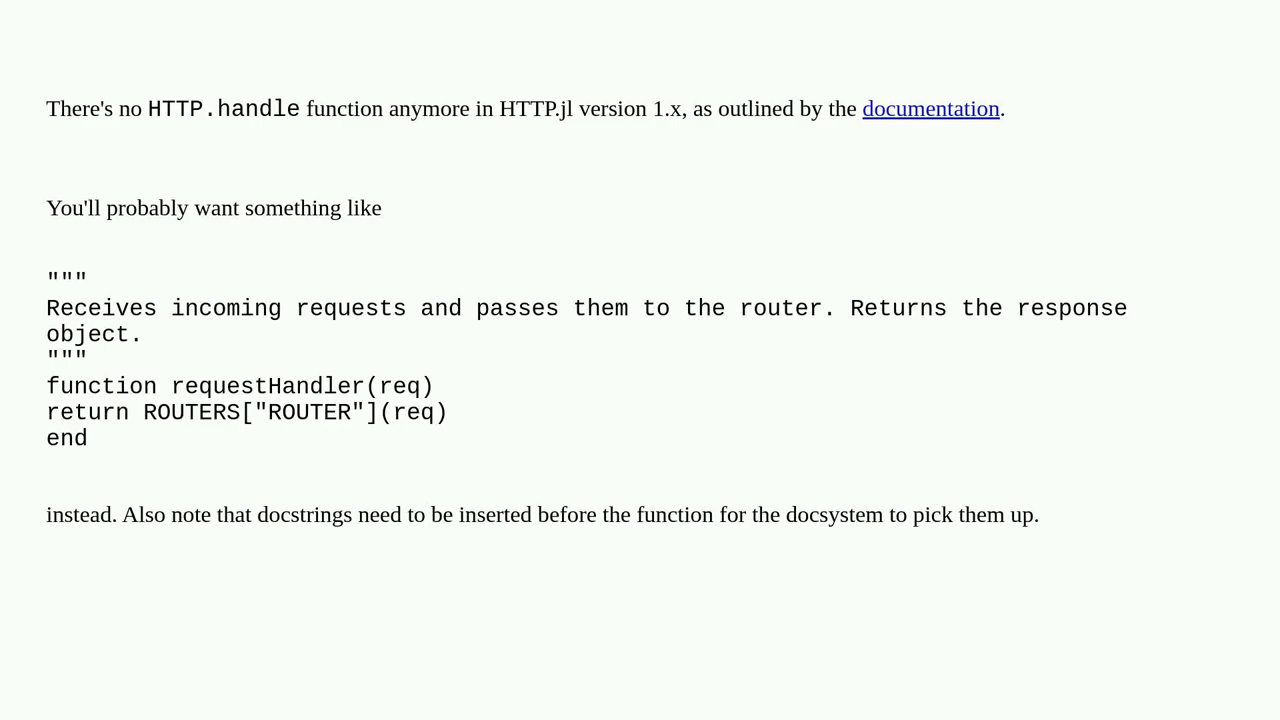 There's no HTTP.handle function anymore in HTTP.jl version 1.x, as outlined by the documentation.
You'll probably want something like
"""
Receives incoming requests and passes them to the router. Returns the response
object.
"""
function requestHandler(req)
return ROUTERS["ROUTER"](req)
end
instead. Also note that docstrings need to be inserted before the function for the docsystem to pick them up.